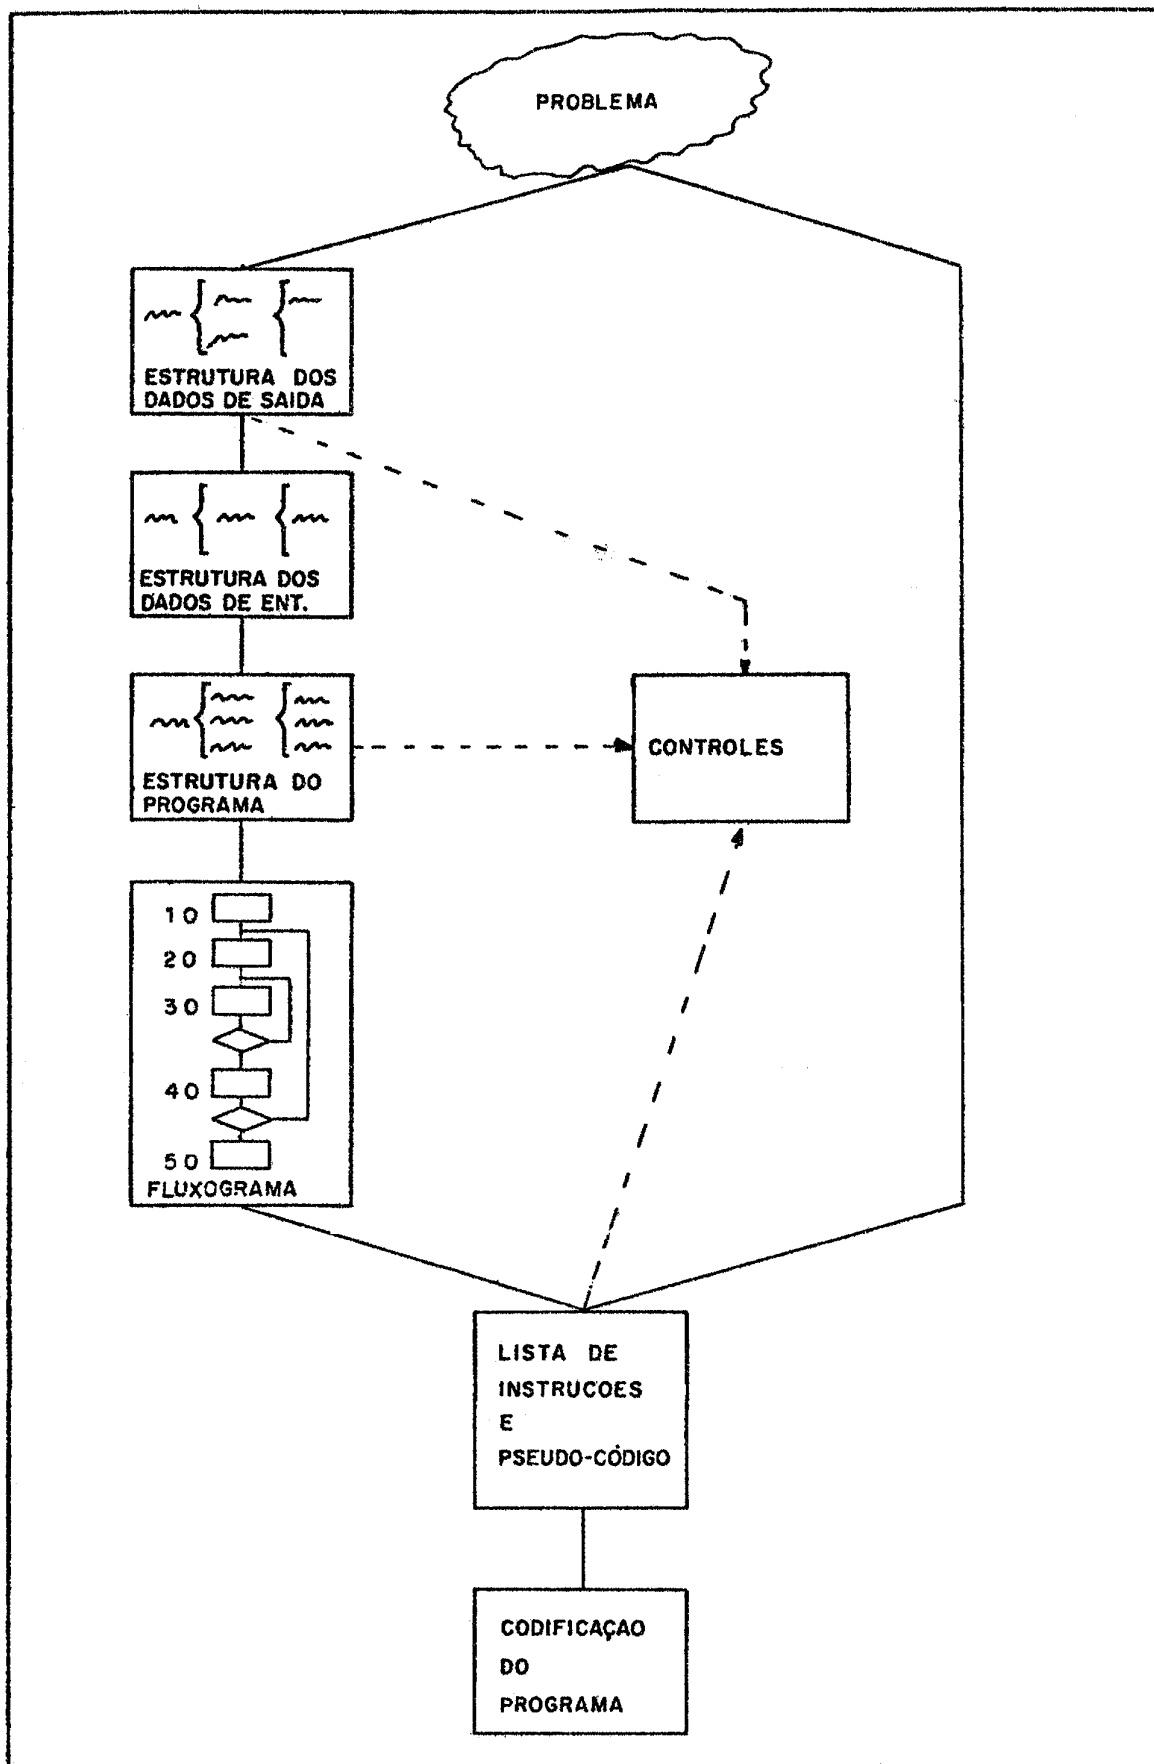 PROBLEMA
ESTRUTURA DOS
DADOS DE SAIDA
ESTRUTURA DOS
DADOS DE ENT.
ESTRUTURA DO
PROGRAMA
CONTROLES
10
20
30
40
50
FLUXOGRAMA
LISTA DE
INSTRUCOES
E
PSEUDO-CÓDIGO
CODIFICAÇAO
DO
PROGRAMA